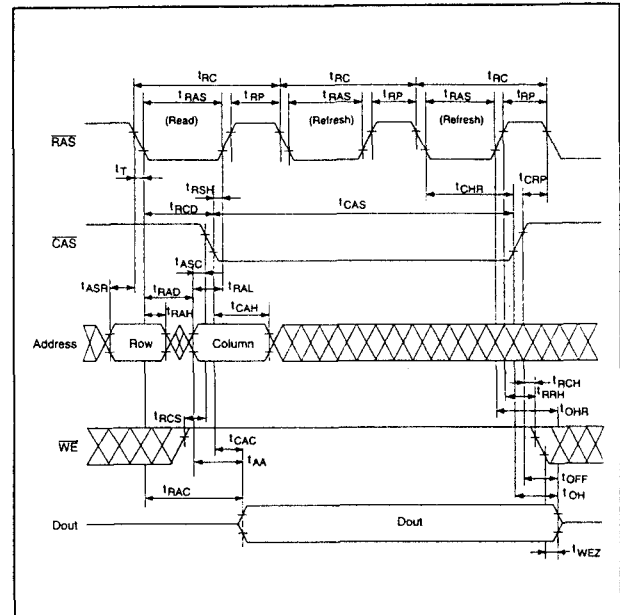 tRC tRC tRC
tRAS tRP tRAS tRP tRAS tRP
(Read) (Refresh) (Refresh)
RAS
tT tRSH tCHR tCRP
tRCD tCAS
CAS
tASC
tASR tRAD tRAL
tRAH tCAH
Address Row Column
tRCH
tRRH
tRCS tOHR
WE
tCAC
tAA
tOFF
tRAC tOH
Dout Dout
tWEZ